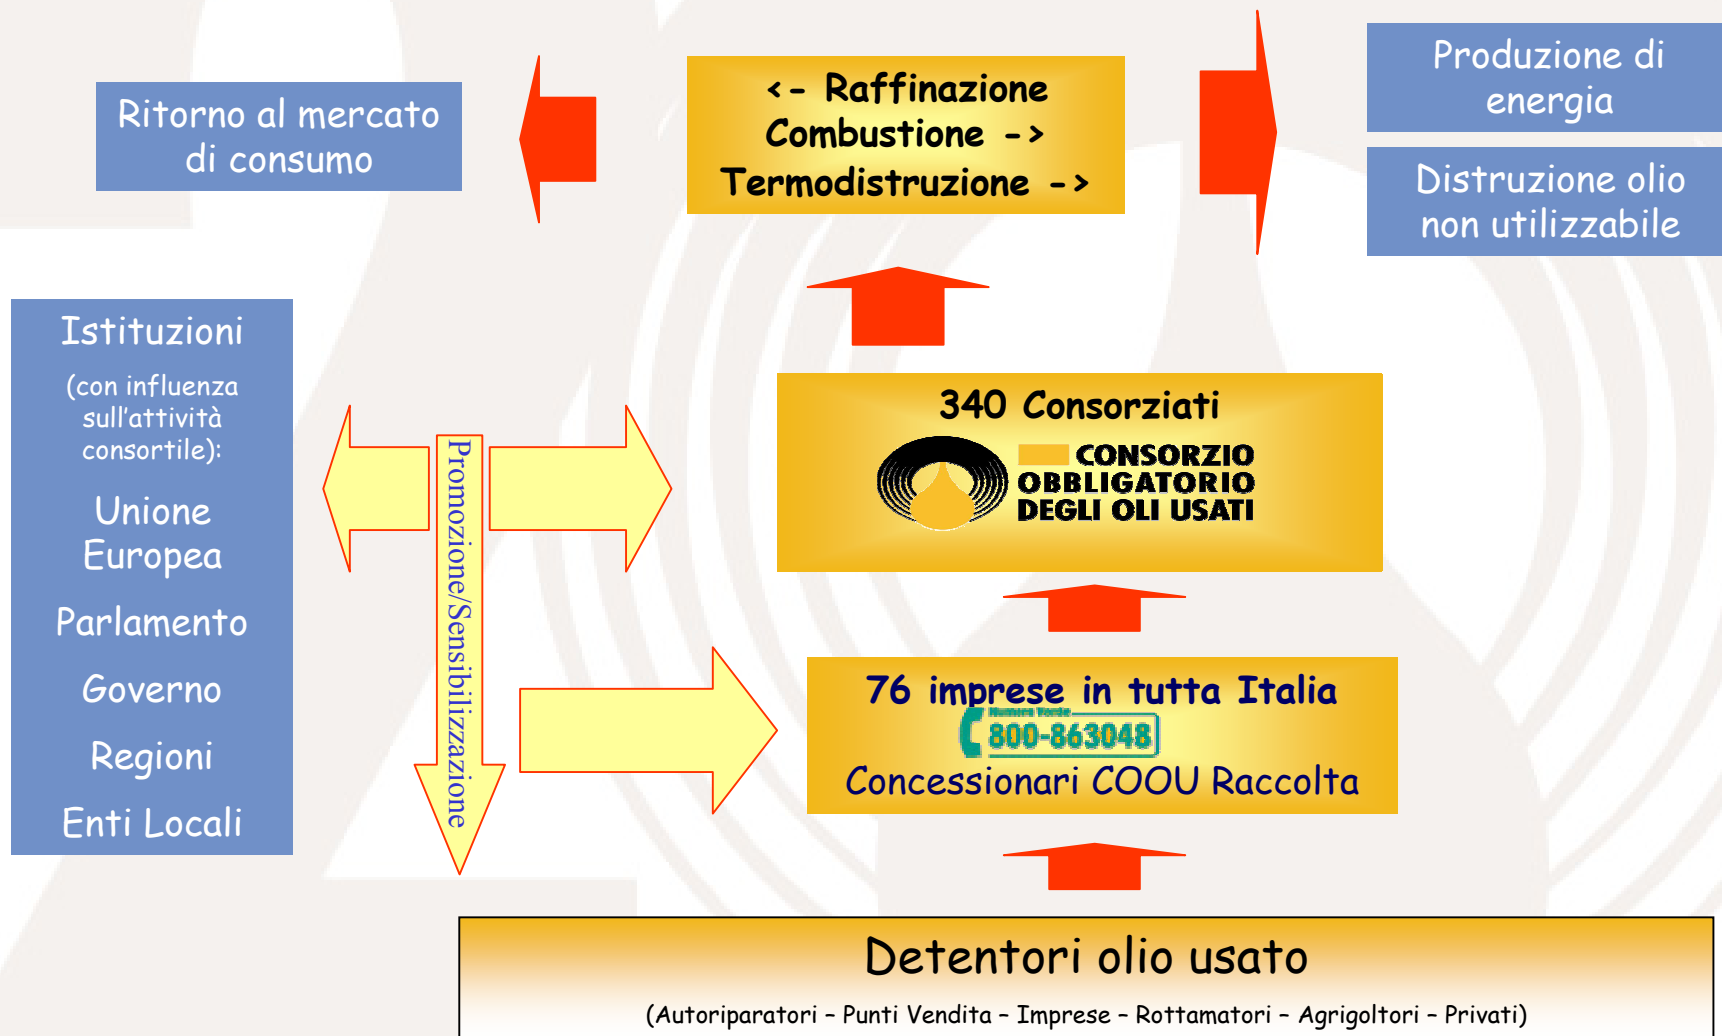 Ritorno al mercato
di consumo
<- Raffinazione
Combustione ->
Termodistruzione ->
Produzione di
energia
Distruzione olio
non utilizzabile
Istituzioni
(con influenza
sull'attività
consortile):
Unione
Europea
Parlamento
Governo
Regioni
Enti Locali
Promozione/Sensibilizzazione
340 Consorziati
CONSORZIO
OBBLIGATORIO
DEGLI OLI USATI
76 imprese in tutta Italia
Numero Verde
800-863048
Concessionari COOU Raccolta
Detentori olio usato
(Autoriparatori – Punti Vendita – Imprese – Rottamatori – Agrigoltori – Privati)